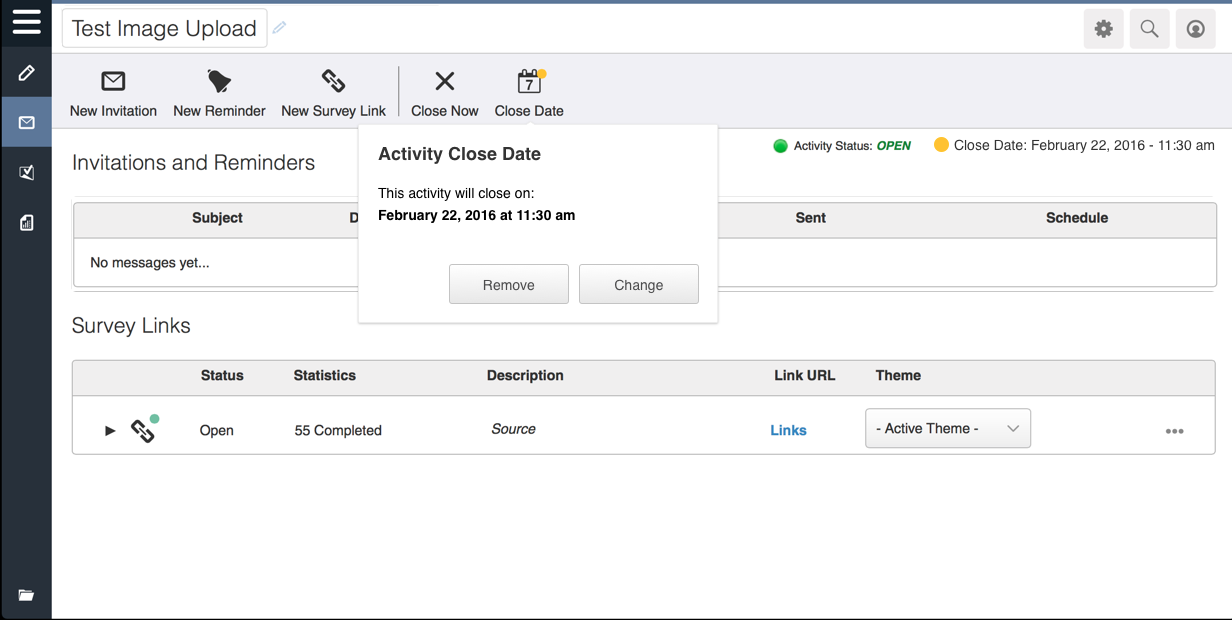 Test Image Upload
New Invitation New Reminder New Survey Link Close Now 7 Close Date
Activity Status: OPEN Close Date: February 22, 2016 - 11:30 am
Invitations and Reminders
Activity Close Date
This activity will close on:
February 22, 2016 at 11:30 am
Remove Change
Subject D Sent Schedule
No messages yet...
Survey Links
Status Statistics Description Link URL Theme
Open 55 Completed Source Links - Active Theme -